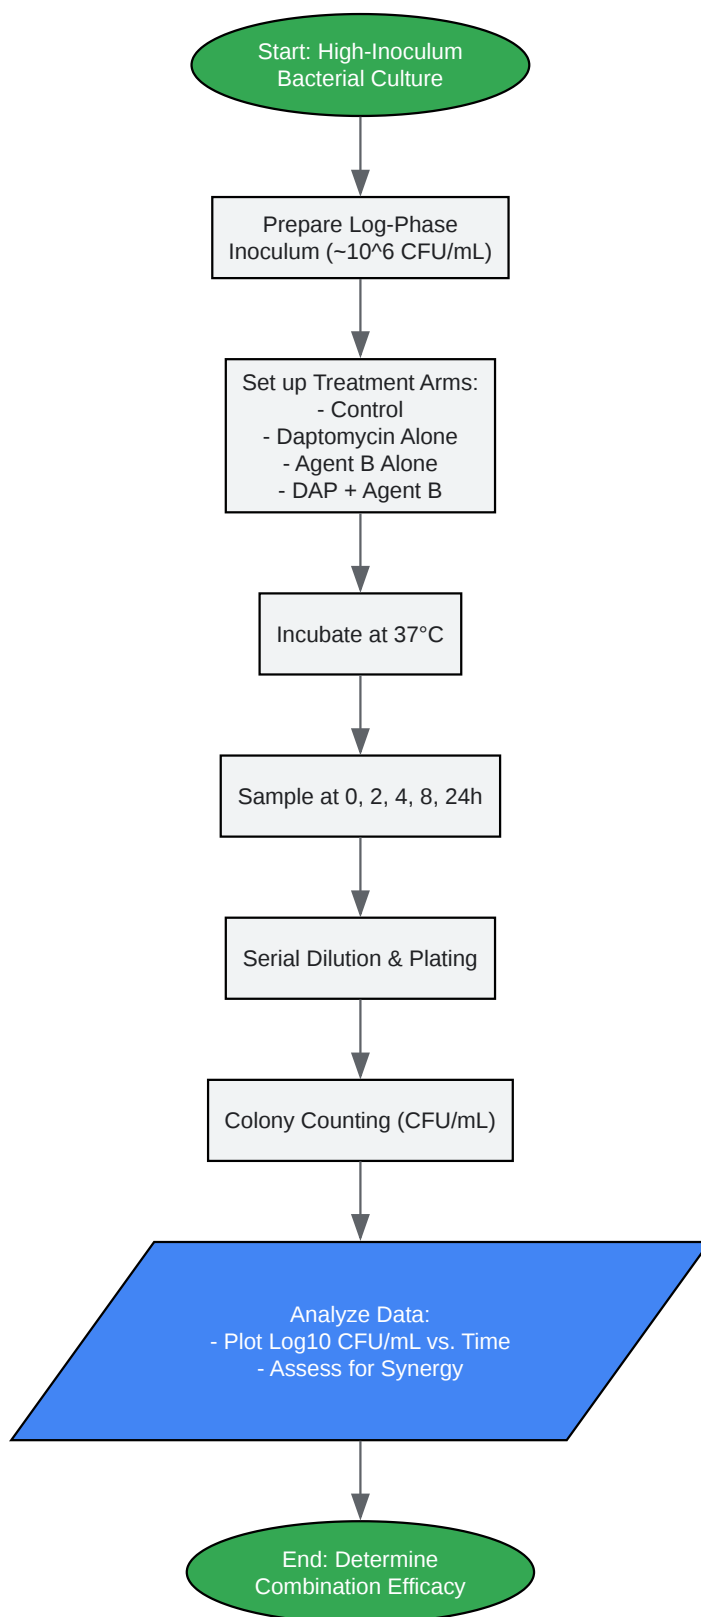 Start: High-Inoculum
Bacterial Culture
Prepare Log-Phase
Inoculum (~10^6 CFU/mL)
Set up Treatment Arms:
- Control
- Daptomycin Alone
- Agent B Alone
- DAP + Agent B
Incubate at 37°C
Sample at 0, 2, 4, 8, 24h
Serial Dilution & Plating
Colony Counting (CFU/mL)
Analyze Data:
- Plot Log10 CFU/mL vs. Time
- Assess for Synergy
End: Determine
Combination Efficacy